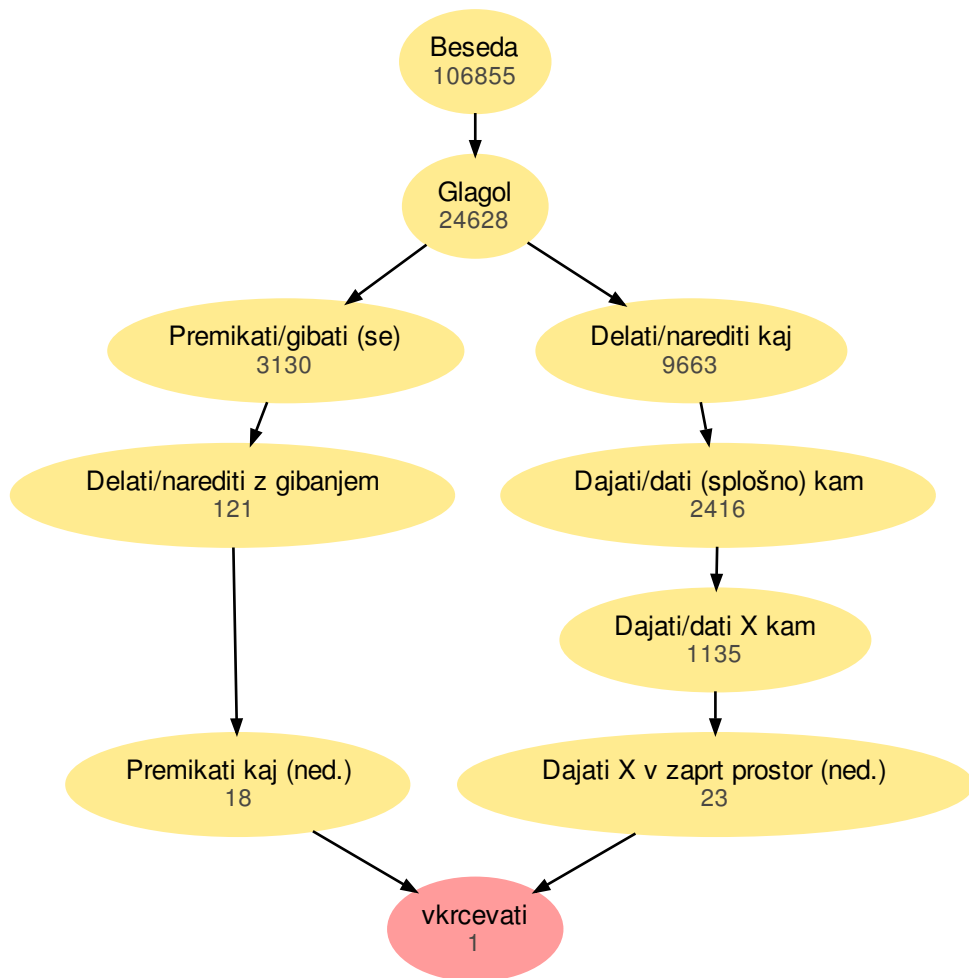 Beseda
106855
Glagol
24628
Premikati/gibati (se)
3130
Delati/narediti kaj
9663
Delati/narediti z gibanjem
121
Dajati/dati (splošno) kam
2416
Dajati/dati X kam
1135
Premikati kaj (ned.)
18
Dajati X v zaprt prostor (ned.)
23
vkrcevati
1